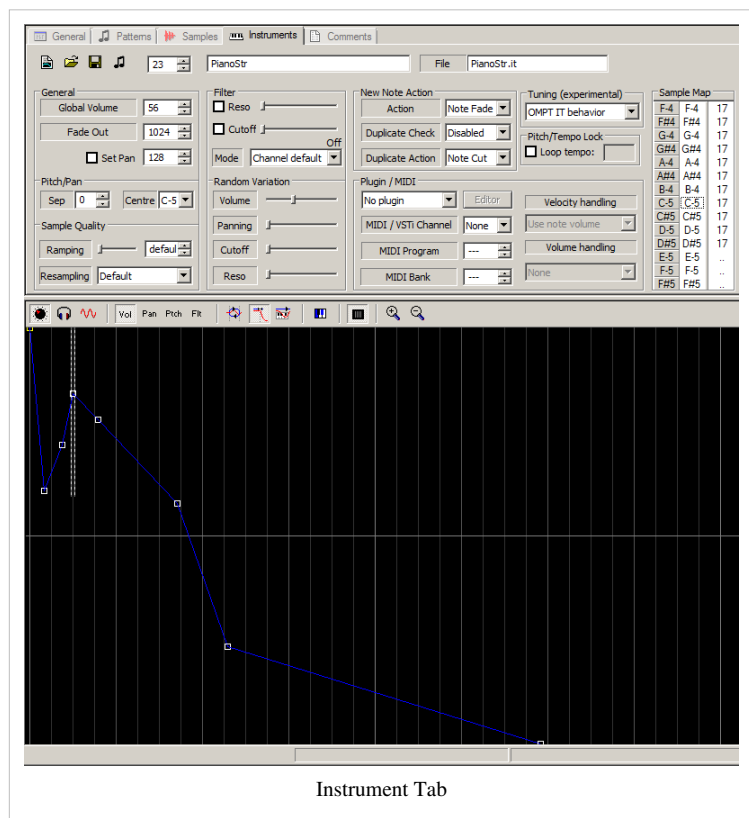 General Patterns Samples Instruments Comments
23 PianoStr File PianoStr.it
General
Global Volume 56
Fade Out 1024
Set Pan 128
Pitch/Pan
Sep 0 Centre C-5
Sample Quality
Ramping defaul
Resampling Default
Filter
Reso
Cutoff
Off
Mode Channel default
Random Variation
Volume
Panning
Cutoff
Reso
New Note Action
Action Note Fade
Duplicate Check Disabled
Duplicate Action Note Cut
Tuning (experimental)
OMPT IT behavior
Pitch/Tempo Lock
Loop tempo:
Plugin / MIDI
No plugin Editor
MIDI / VSTi Channel None
MIDI Program ---
MIDI Bank ---
Velocity handling
Use note volume
Volume handling
None
Sample Map
F-4 F-4 17
F#4 F#4 17
G-4 G-4 17
G#4 G#4 17
A-4 A-4 17
A#4 A#4 17
B-4 B-4 17
C-5 C-5 17
C#5 C#5 17
D-5 D-5 17
D#5 D#5 17
E-5 E-5 ..
F-5 F-5 ..
F#5 F#5 ..
Vol Pan Ptch Flt
Instrument Tab